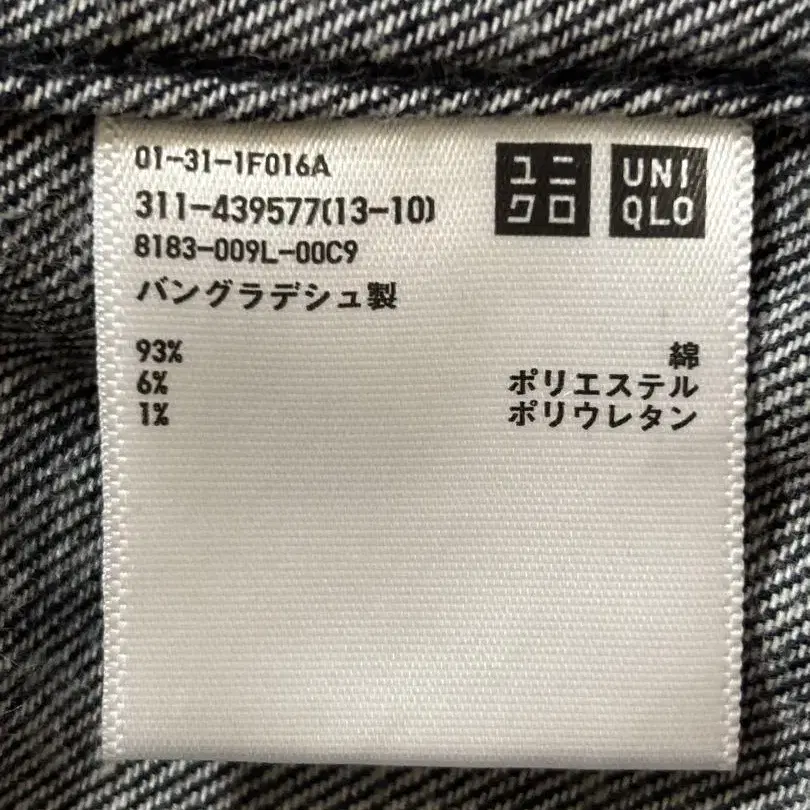 01-31-1F016A
311-439577(13-10)
8183-009L-00C9
バングラデシュ製
ユニ
クロ
UNI
QLO
93% 綿
6% ポリエステル
1% ポリウレタン